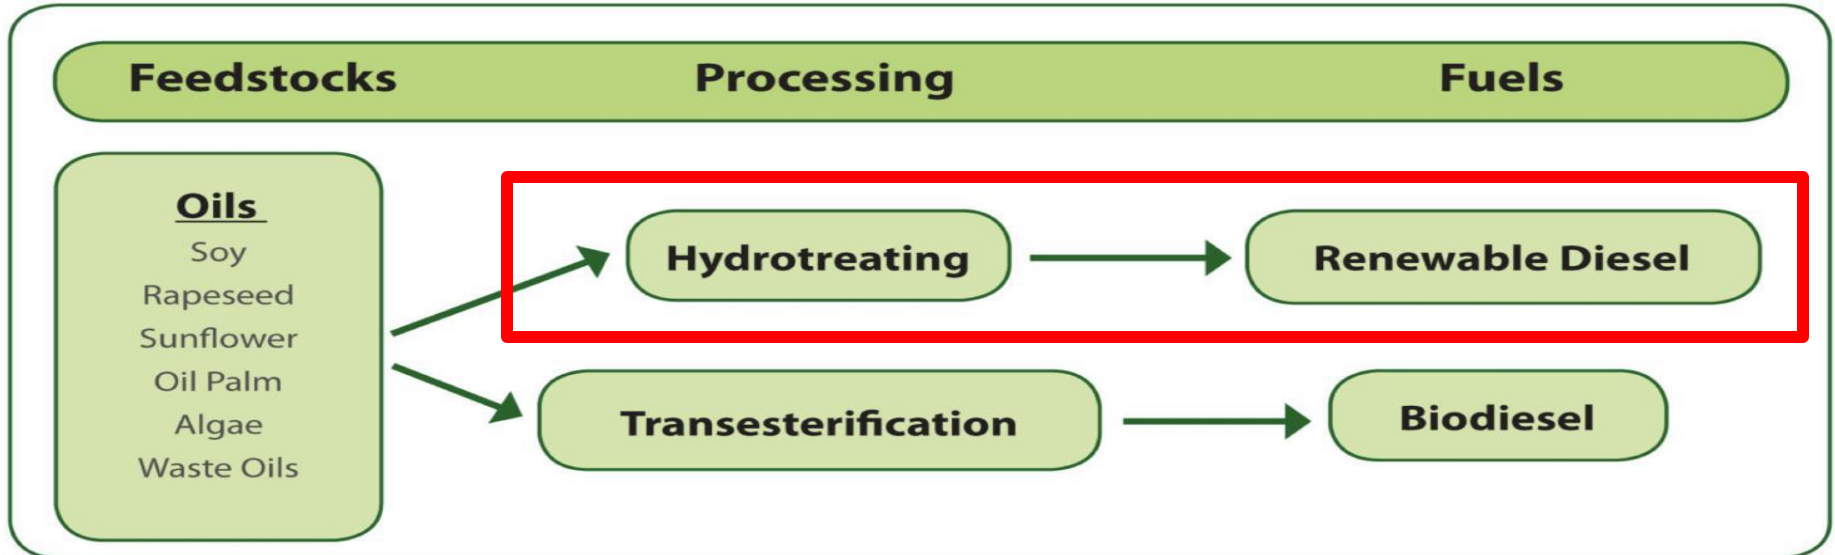 Feedstocks Processing Fuels
Oils
Soy
Rapeseed
Sunflower
Oil Palm
Algae
Waste Oils
Hydrotreating
Renewable Diesel
Transesterification
Biodiesel